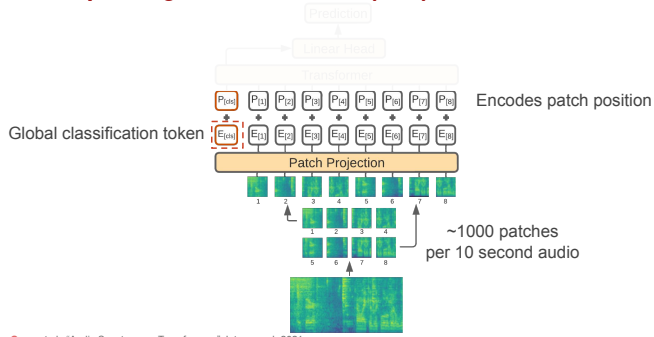 Prediction
Linear Head
Transformer
P[cls] P[1] P[2] P[3] P[4] P[5] P[6] P[7] P[8]
Encodes patch position
+ + + + + + + + +
Global classification token
E[cls] E[1] E[2] E[3] E[4] E[5] E[6] E[7] E[8]
Patch Projection
1 2 3 4 5 6 7 8
1 2 3 4
~1000 patches
per 10 second audio
5 6 7 8